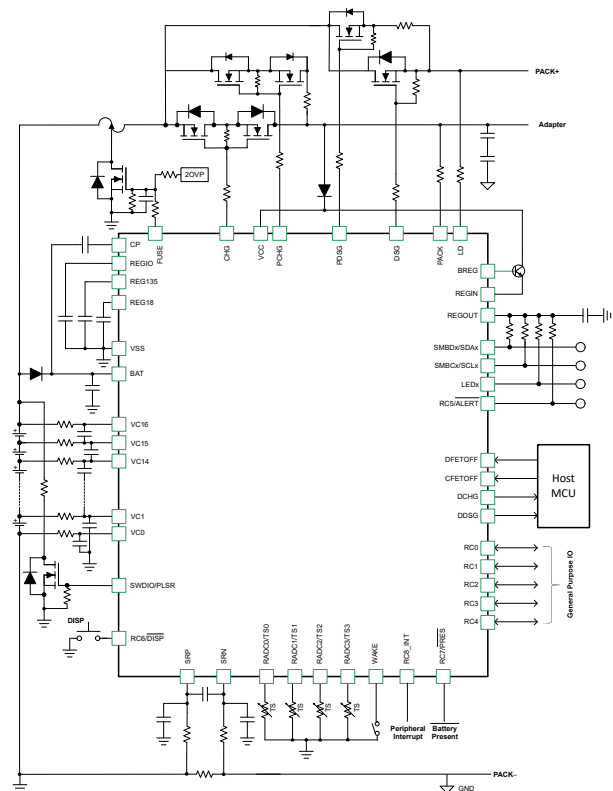 PACK+
Adapter
2OVP
FUSE
CHG
VCC
PCHG
PDSG
DSG
PACK
LD
CP
REGIO
REG135
REG18
VSS
BAT
VC16
VC15
VC14
VC1
VC0
SWDIO/PLSR
DISP
RC6/DISP
BREG
REGIN
REGOUT
SMBDx/SDAx
SMBCx/SCLx
LEDx
RC5/ALERT
DFETOFF
CFETOFF
DCHG
DDSG
Host
MCU
RC0
RC1
RC2
RC3
RC4
General Purpose IO
SRP
SRN
RADC0/TS0
RADC1/TS1
RADC2/TS2
RADC3/TS3
WAKE
RC8_INT
RC7/PRES
TS
TS
TS
TS
Peripheral
Interrupt
Battery
Present
PACK–
GND